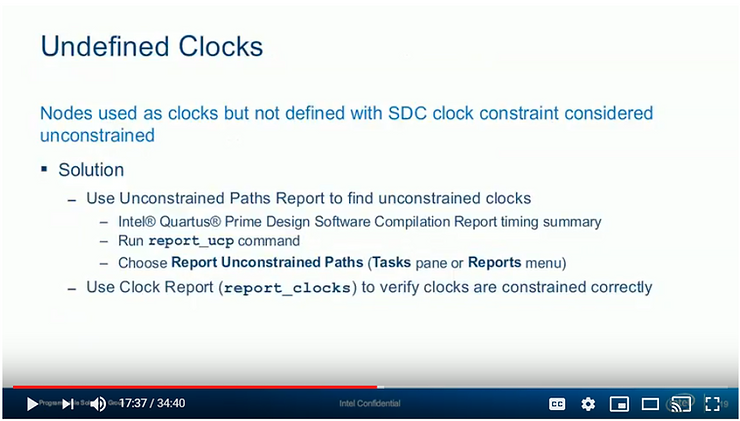 Undefined Clocks
Nodes used as clocks but not defined with SDC clock constraint considered
unconstrained
▪ Solution
– Use Unconstrained Paths Report to find unconstrained clocks
– Intel® Quartus® Prime Design Software Compilation Report timing summary
– Run report_ucp command
– Choose Report Unconstrained Paths (Tasks pane or Reports menu)
– Use Clock Report (report_clocks) to verify clocks are constrained correctly
17:37 / 34:40
Intel Confidential
CC
intel
19